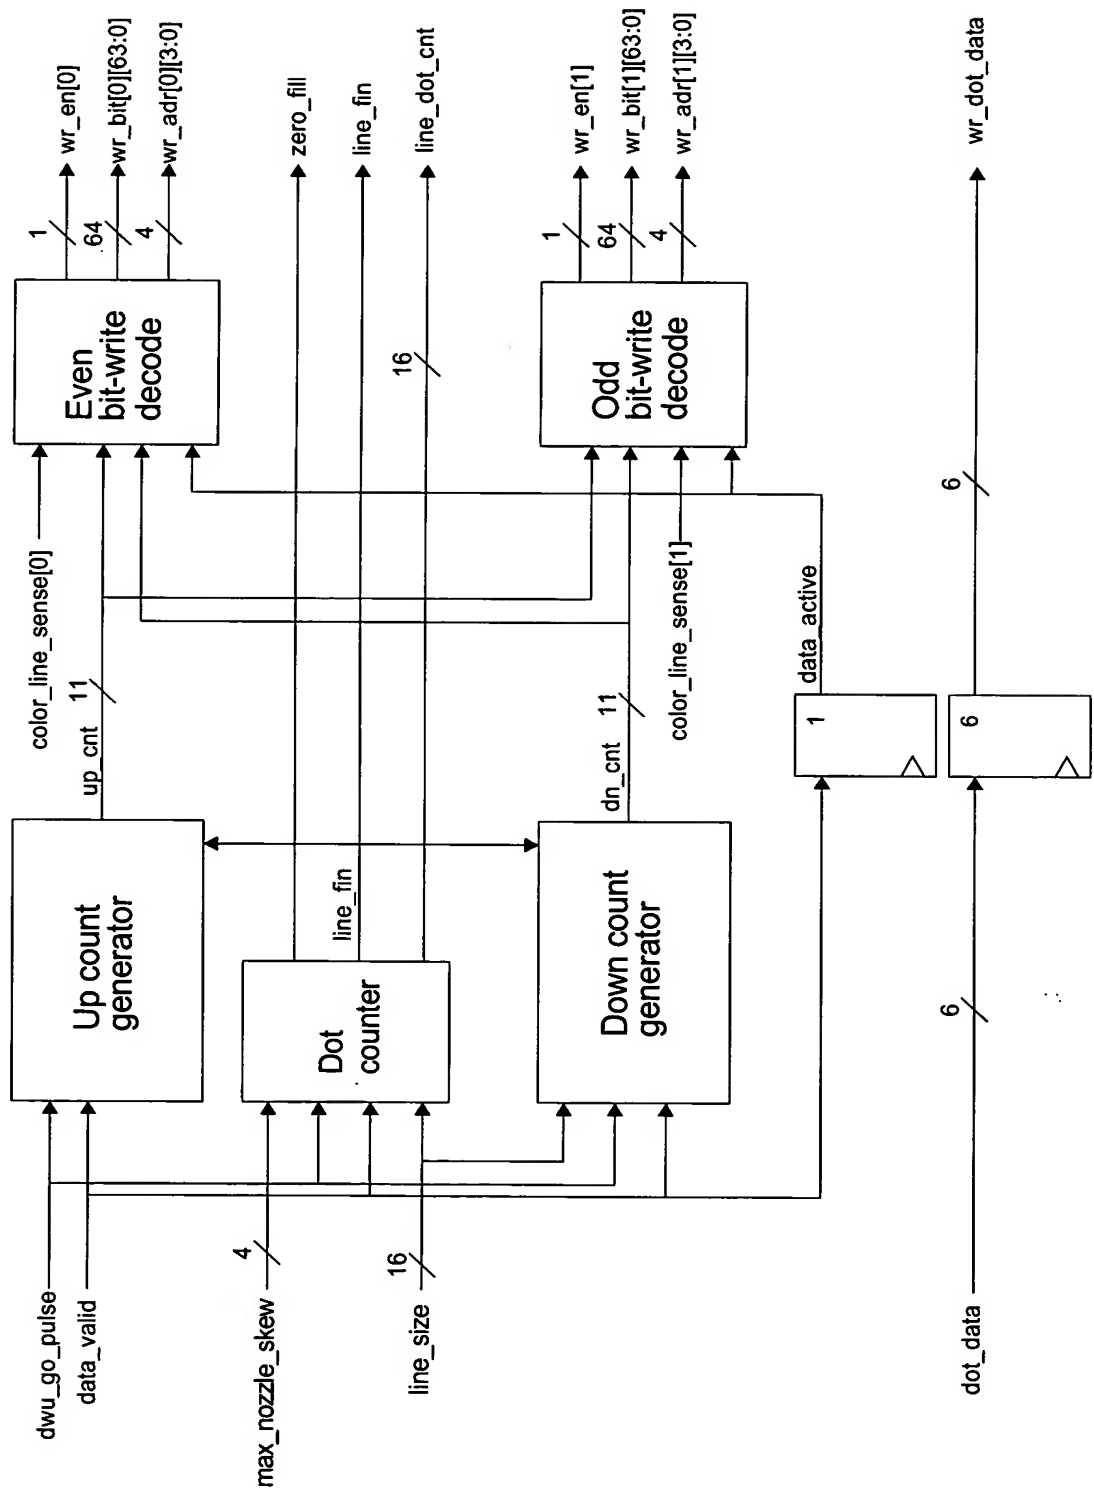 dwu_go_pulse
data_valid
max_nozzle_skew
4
line_size
16
dot_data
6
Up count
generator
Dot
counter
Down count
generator
line_fin
up_cnt
11
dn_cnt
11
1
6
data_active
color_line_sense[0]
color_line_sense[1]
Even
bit-write
decode
Odd
bit-write
decode
16
6
1
64
4
1
64
4
wr_en[0]
wr_bit[0][63:0]
wr_adr[0][3:0]
zero_fill
line_fin
line_dot_cnt
wr_en[1]
wr_bit[1][63:0]
wr_adr[1][3:0]
wr_dot_data